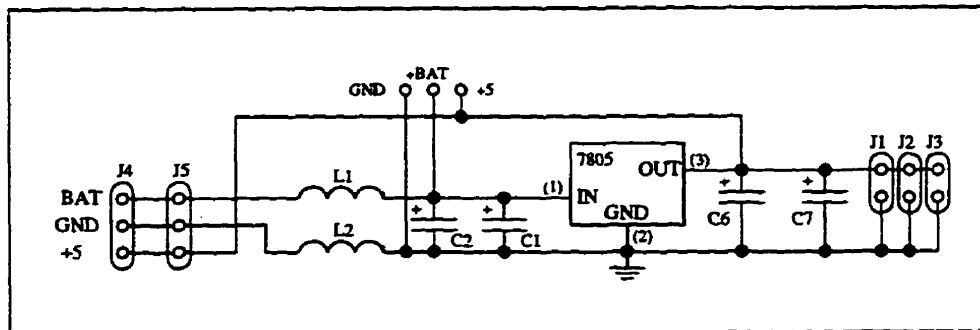 +BAT
GND
+5
J1 J2 J3
7805
OUT
(3)
J4 J5
L1
BAT
(1)
IN
+
+
+
+
C6
C7
GND
GND
L2
C2
C1
(2)
+5